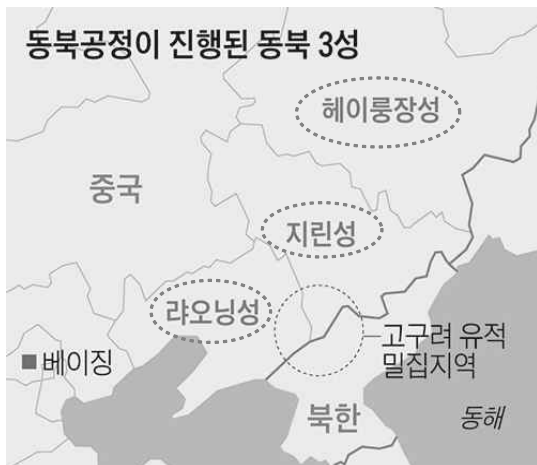 동북공정이 진행된 동북 3성
헤이룽장성
중국
지린성
랴오닝성
고구려 유적
밀집지역
베이징
북한
동해